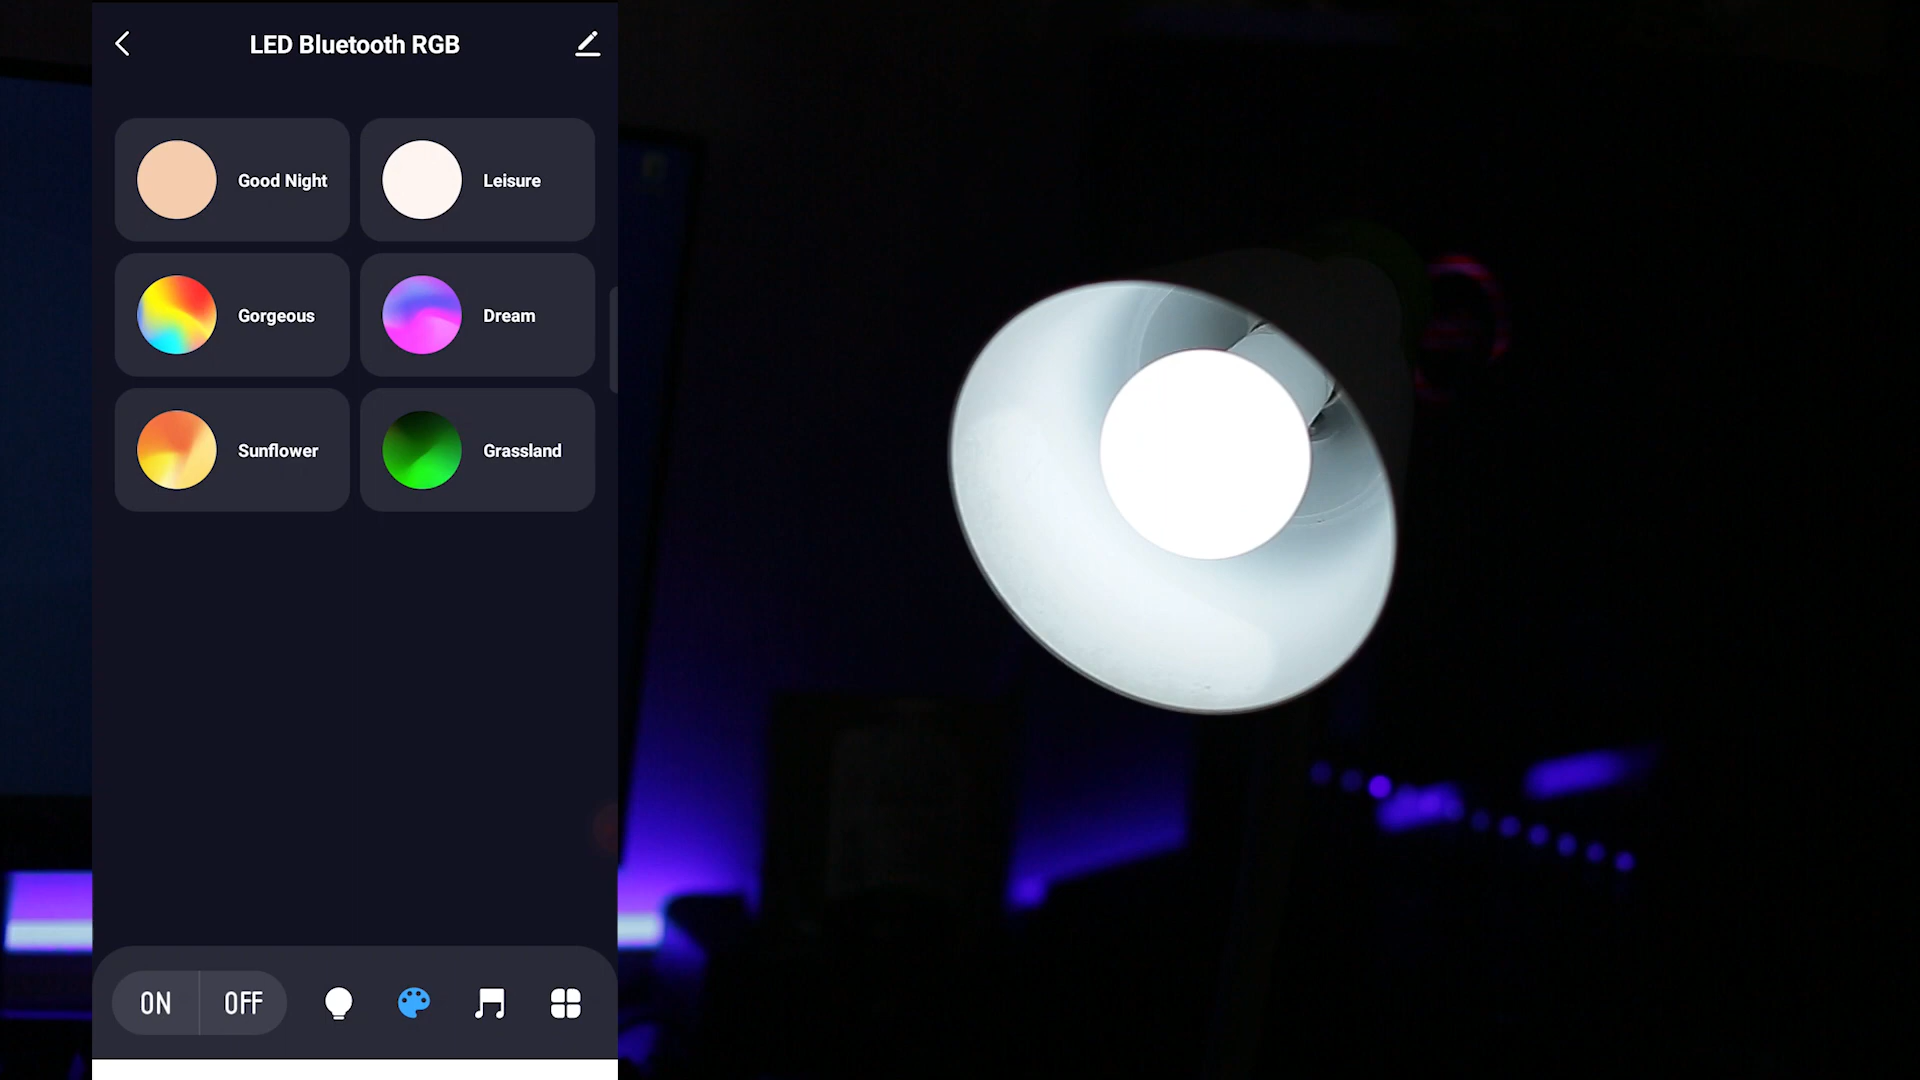 LED Bluetooth RGB
Good Night
Leisure
Gorgeous
Dream
Sunflower
Grassland
ON
OFF